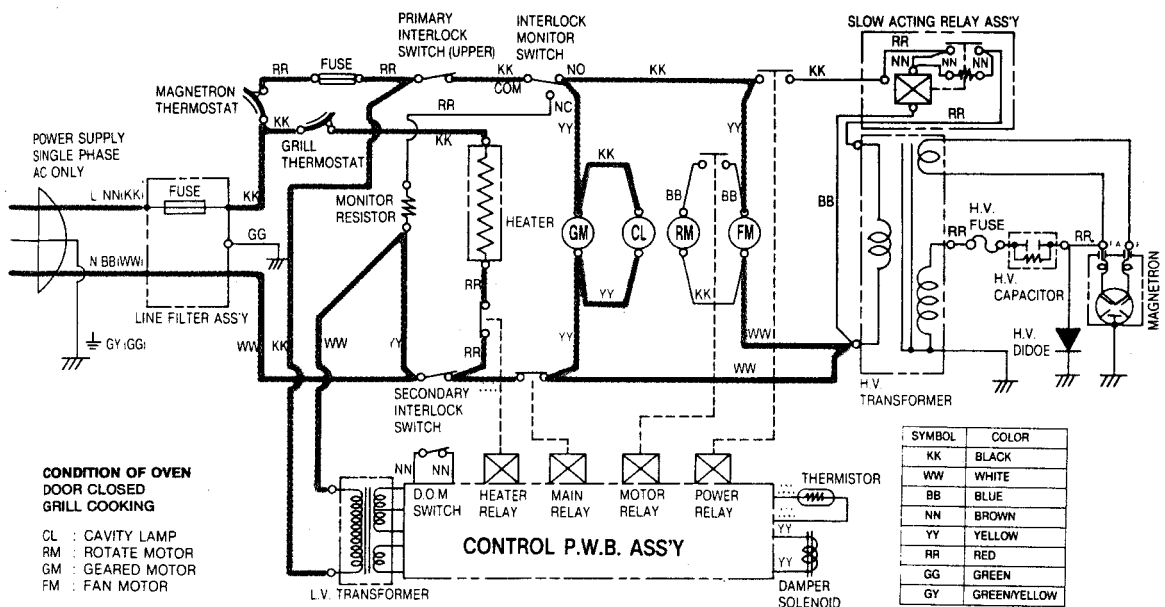 SLOW ACTING RELAY ASS'Y
PRIMARY
INTERLOCK
SWITCH (UPPER)
INTERLOCK
MONITOR
SWITCH
RR
FUSE
RR
KK
COM
NO
KK
KK
RR
NN
NN
NN
RR
MAGNETRON
THERMOSTAT
KK
RR
NC
GRILL
THERMOSTAT
KK
YY
YY
POWER SUPPLY
SINGLE PHASE
AC ONLY
L NN(KK)
FUSE
KK
MONITOR
RESISTOR
HEATER
KK
BB
BB
GM
CL
RM
FM
BB
H.V.
FUSE
RR
RR
GG
N BB(WW)
LINE FILTER ASS'Y
GY (GG)
RR
YY
KK
H.V.
CAPACITOR
MAGNETRON
WW
KK
WW
YY
RR
YY
WW
WW
H.V.
DIDOE
SECONDARY
INTERLOCK
SWITCH
H.V.
TRANSFORMER
CONDITION OF OVEN
DOOR CLOSED
GRILL COOKING
CL : CAVITY LAMP
RM : ROTATE MOTOR
GM : GEARED MOTOR
FM : FAN MOTOR
NN
NN
D.O.M
SWITCH
HEATER
RELAY
MAIN
RELAY
MOTOR
RELAY
POWER
RELAY
THERMISTOR
CONTROL P.W.B. ASS'Y
YY
YY
DAMPER
SOLENOID
L.V. TRANSFORMER
SYMBOL COLOR
KK BLACK
WW WHITE
BB BLUE
NN BROWN
YY YELLOW
RR RED
GG GREEN
GY GREEN/YELLOW